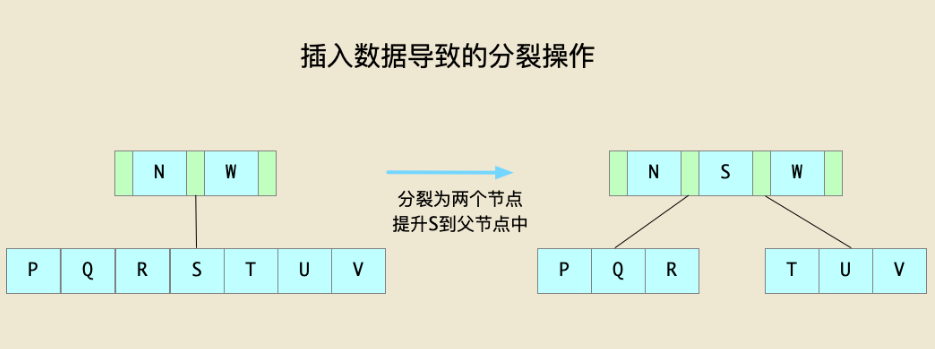 插入数据导致的分裂操作
N W
N S W
分裂为两个节点
提升S到父节点中
P Q R S T U V
P Q R
T U V